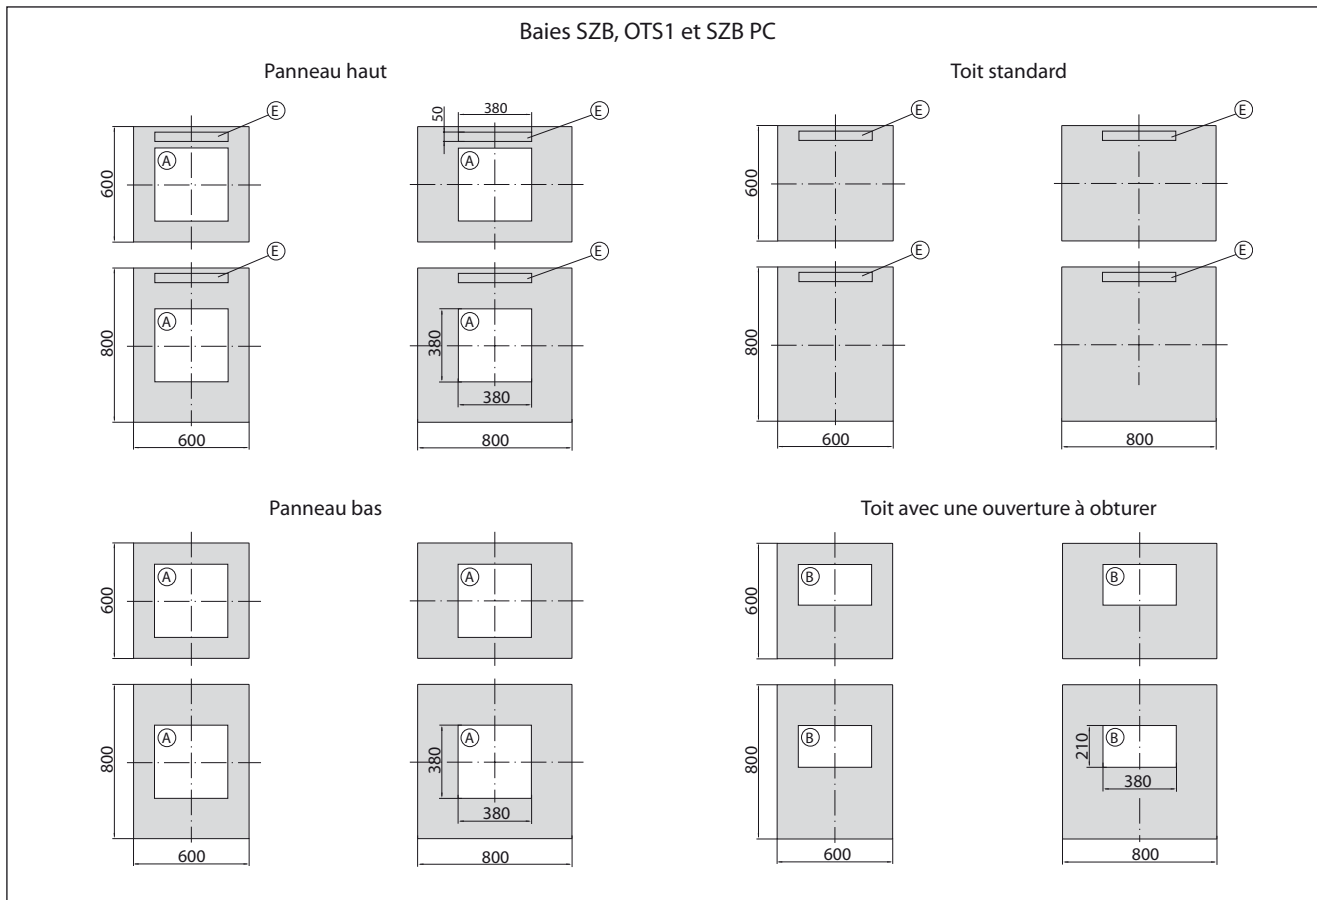 Baies SZB, OTS1 et SZB PC
Panneau haut
Toit standard
E
50
380
E
E
E
A
A
600
600
E
E
E
E
A
A
800
380
800
380
600
800
600
800
Panneau bas
Toit avec une ouverture à obturer
A
A
B
B
600
600
A
A
B
B
800
380
800
210
380
380
600
800
600
800